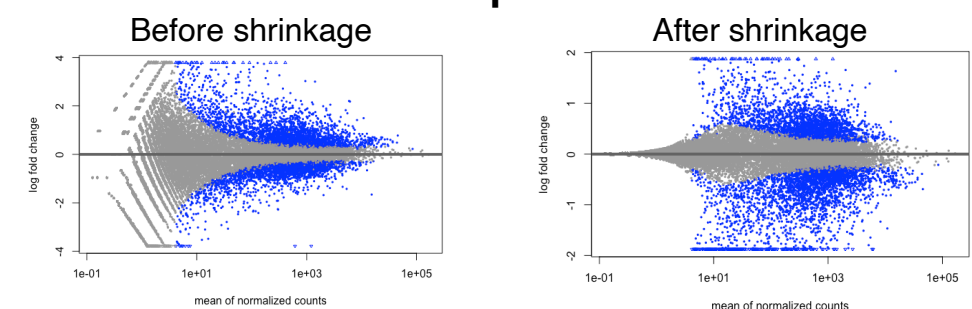 Before shrinkage
After shrinkage
4
2
0
-2
-4
log fold change
1e-01
1e+01
1e+03
1e+05
mean of normalized counts
2
1
0
-1
-2
log fold change
1e-01
1e+01
1e+03
1e+05
mean of normalized counts